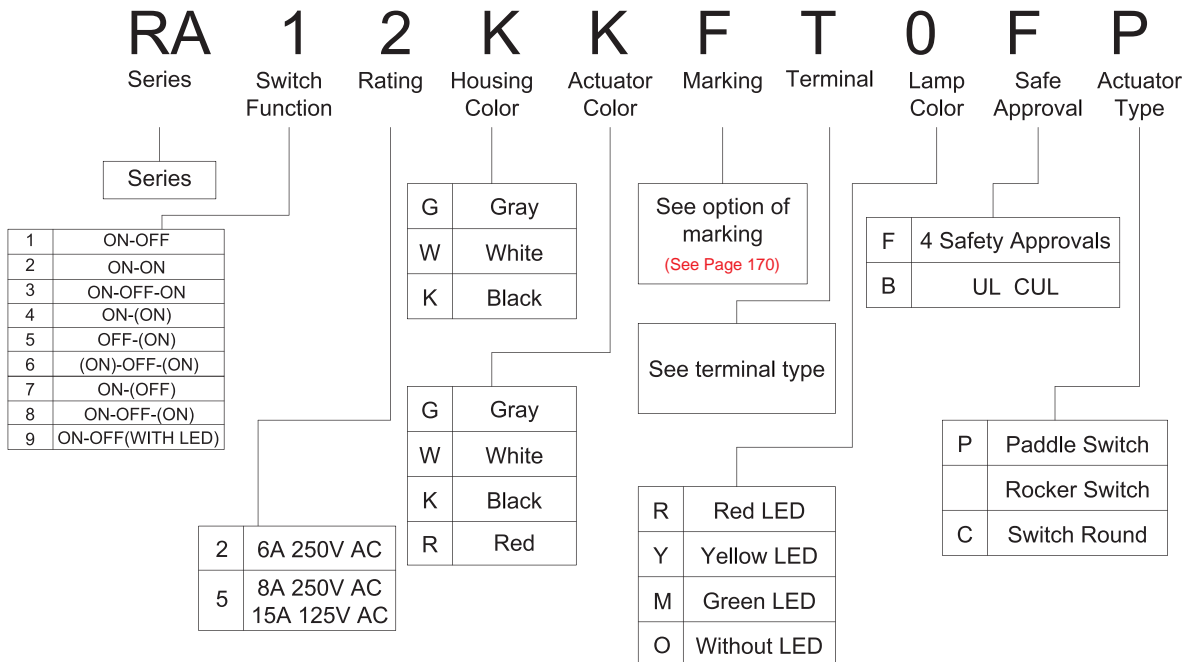 RA 1 2 K K F T 0 F P
Series Switch Function Rating Housing Color Actuator Color Marking Terminal Lamp Color Safe Approval Actuator Type
Series
1 ON-OFF
2 ON-ON
3 ON-OFF-ON
4 ON-(ON)
5 OFF-(ON)
6 (ON)-OFF-(ON)
7 ON-(OFF)
8 ON-OFF-(ON)
9 ON-OFF(WITH LED)
2 6A 250V AC
5 8A 250V AC
15A 125V AC
G Gray
W White
K Black
G Gray
W White
K Black
R Red
See option of
marking
(See Page 170)
See terminal type
R Red LED
Y Yellow LED
M Green LED
O Without LED
F 4 Safety Approvals
B UL CUL
P Paddle Switch
Rocker Switch
C Switch Round